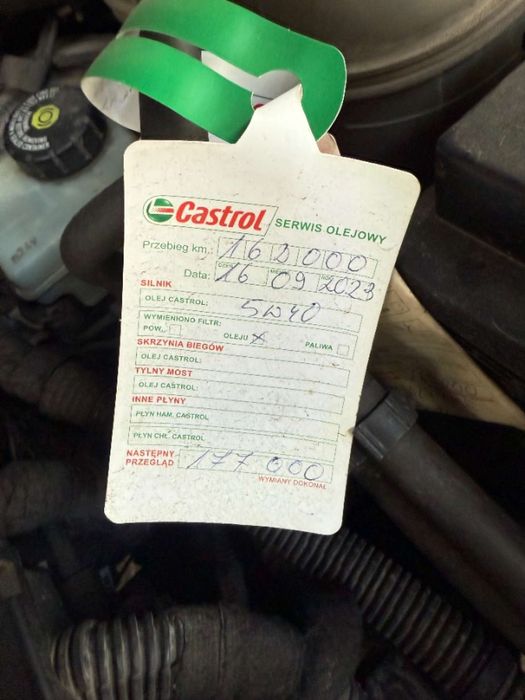 Castrol SERWIS OLEJOWY
Przebieg km.: 162000
Data: 16 09 2023
SILNIK
OLEJ CASTROL: 5W40
WYMIENIONO FILTR:
POW. OLEJU X PALIWA
SKRZYNIA BIEGÓW
OLEJ CASTROL:
TYLNY MOST
OLEJ CASTROL:
INNE PŁYNY
PŁYN HAM. CASTROL
PŁYN CHŁ. CASTROL
NASTĘPNY
PRZEGLĄD 177 000
WYMIANY DOKONAŁ